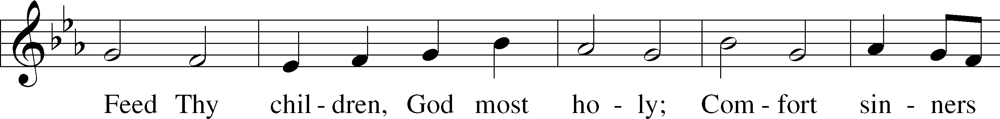 Feed Thy chil - dren, God most ho - ly; Com - fort sin - ners